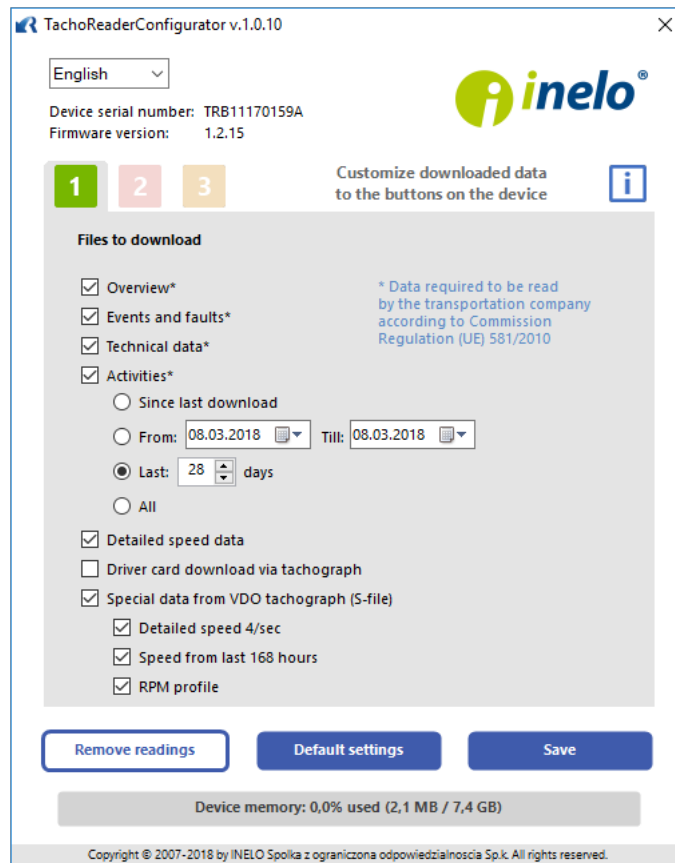 TachoReaderConfigurator v.1.0.10
English
inelo®
Device serial number: TRB11170159A
Firmware version: 1.2.15
1 2 3
Customize downloaded data
to the buttons on the device
i
Files to download
Overview*
Events and faults*
Technical data*
Activities*
* Data required to be read
by the transportation company
according to Commission
Regulation (UE) 581/2010
Since last download
From: 08.03.2018 Till: 08.03.2018
Last: 28 days
All
Detailed speed data
Driver card download via tachograph
Special data from VDO tachograph (S-file)
Detailed speed 4/sec
Speed from last 168 hours
RPM profile
Remove readings Default settings Save
Device memory: 0,0% used (2,1 MB / 7,4 GB)
Copyright © 2007-2018 by INELO Spolka z ograniczona odpowiedzialnoscia Sp.k. All rights reserved.